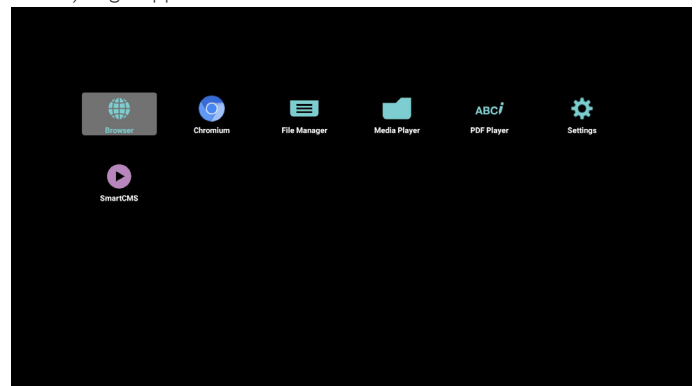 ABCi
Browser Chromium File Manager Media Player PDF Player Settings
SmartCMS